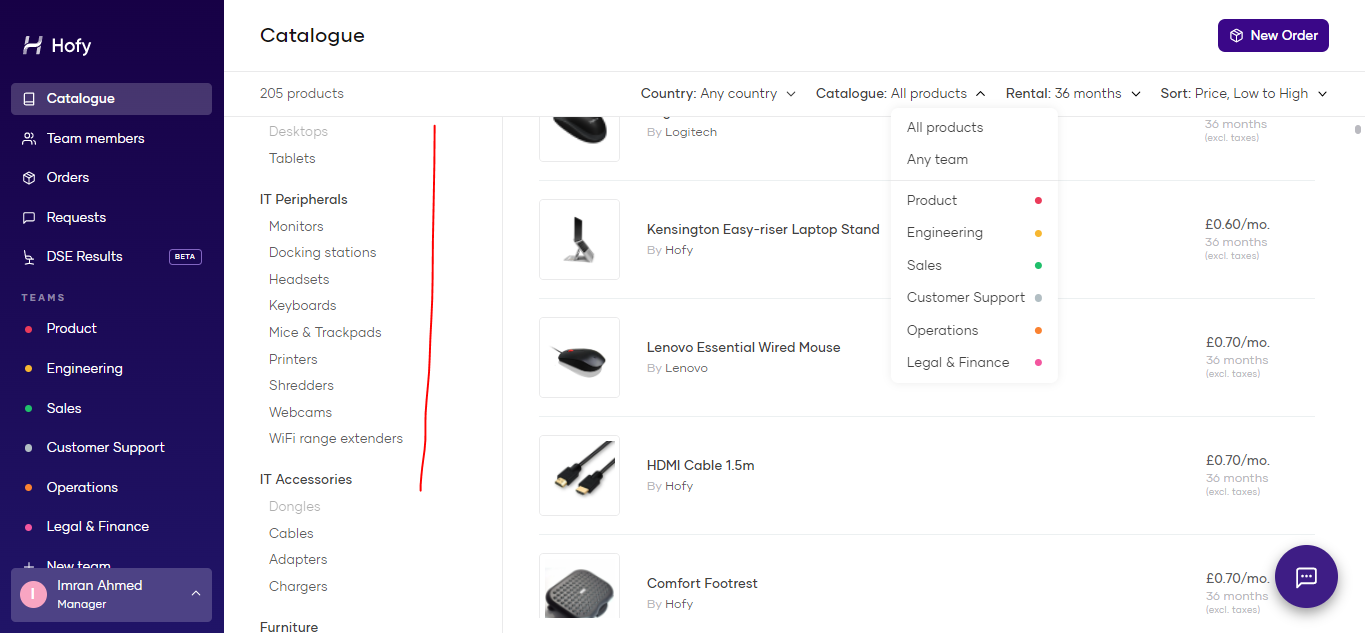 Hofy
Catalogue
Team members
Orders
Requests
DSE Results BETA
TEAMS
Product
Engineering
Sales
Customer Support
Operations
Legal & Finance
New team
I Imran Ahmed
Manager
Catalogue
New Order
205 products
Country: Any country
Catalogue: All products
Rental: 36 months
Sort: Price, Low to High
All products
Any team
Product
Engineering
Sales
Customer Support
Operations
Legal & Finance
Desktops
Tablets
IT Peripherals
Monitors
Docking stations
Headsets
Keyboards
Mice & Trackpads
Printers
Shredders
Webcams
WiFi range extenders
IT Accessories
Dongles
Cables
Adapters
Chargers
Furniture
By Logitech
36 months
(excl. taxes)
Kensington Easy-riser Laptop Stand
By Hofy
£0.60/mo.
36 months
(excl. taxes)
Lenovo Essential Wired Mouse
By Lenovo
£0.70/mo.
36 months
(excl. taxes)
HDMI Cable 1.5m
By Hofy
£0.70/mo.
36 months
(excl. taxes)
Comfort Footrest
By Hofy
£0.70/mo.
36 months
(excl. taxes)